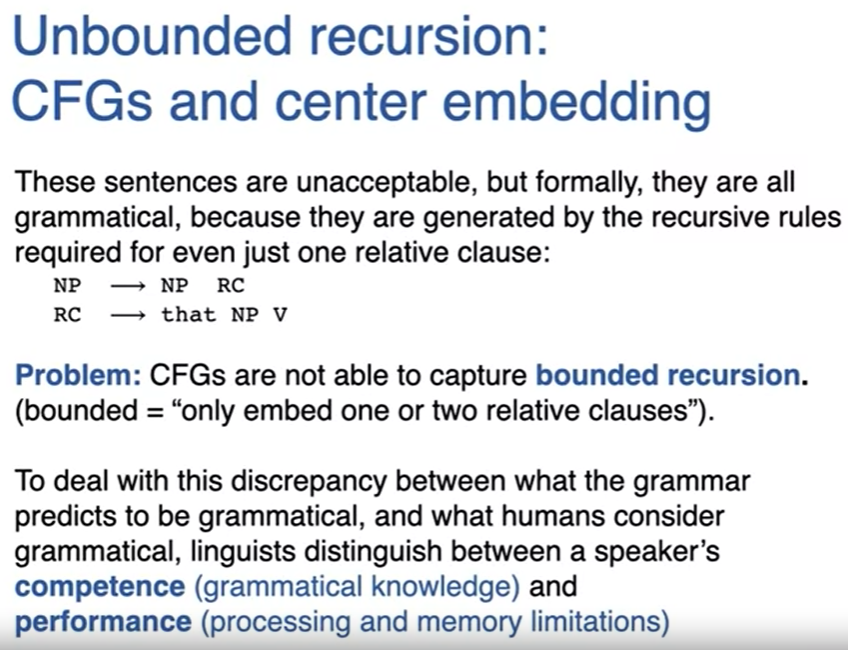 Unbounded recursion:
CFGs and center embedding
These sentences are unacceptable, but formally, they are all
grammatical, because they are generated by the recursive rules
required for even just one relative clause:
NP ⟶ NP RC
RC ⟶ that NP V
Problem: CFGs are not able to capture bounded recursion.
(bounded = “only embed one or two relative clauses”).
To deal with this discrepancy between what the grammar
predicts to be grammatical, and what humans consider
grammatical, linguists distinguish between a speaker’s
competence (grammatical knowledge) and
performance (processing and memory limitations)